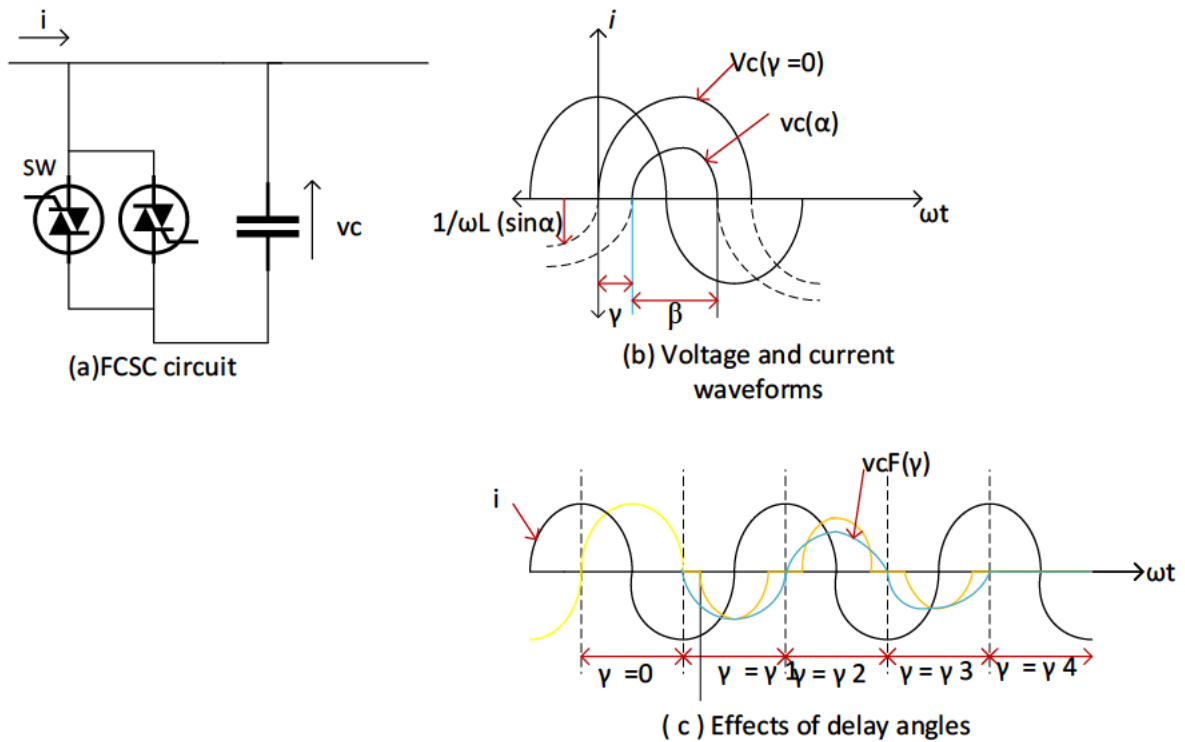 i
SW
vc
(a)FCSC circuit
i
Vc(γ =0)
vc(α)
ωt
1/ωL (sinα)
γ
β
(b) Voltage and current
waveforms
vcF(γ)
i
ωt
γ =0
γ = γ 1
γ = γ 2
γ = γ 3
γ = γ 4
( c ) Effects of delay angles